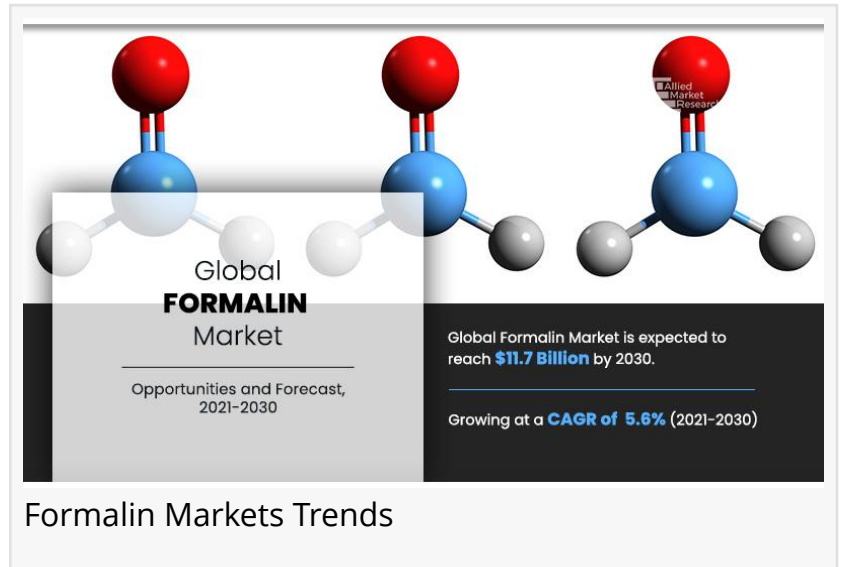 Allied
Market
Research
Global
FORMALIN
Market
Opportunities and Forecast,
2021-2030
Global Formalin Market is expected to
reach $11.7 Billion by 2030.
Growing at a CAGR of 5.6% (2021-2030)
Formalin Markets Trends